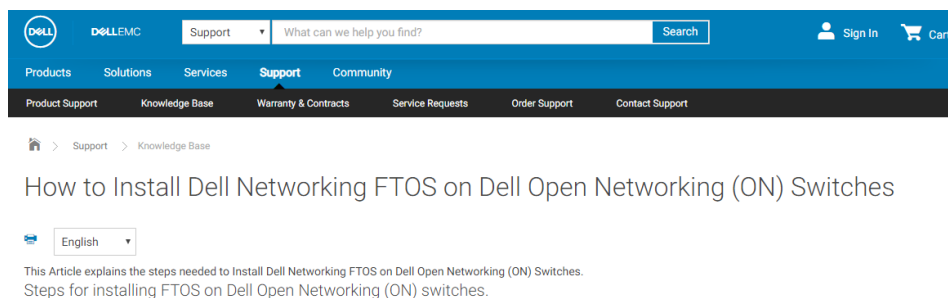 DELL DELLEMC Support What can we help you find? Search Sign In Cart
Products Solutions Services Support Community
Product Support Knowledge Base Warranty & Contracts Service Requests Order Support Contact Support
> Support > Knowledge Base
How to Install Dell Networking FTOS on Dell Open Networking (ON) Switches
English
This Article explains the steps needed to Install Dell Networking FTOS on Dell Open Networking (ON) Switches.
Steps for installing FTOS on Dell Open Networking (ON) switches.